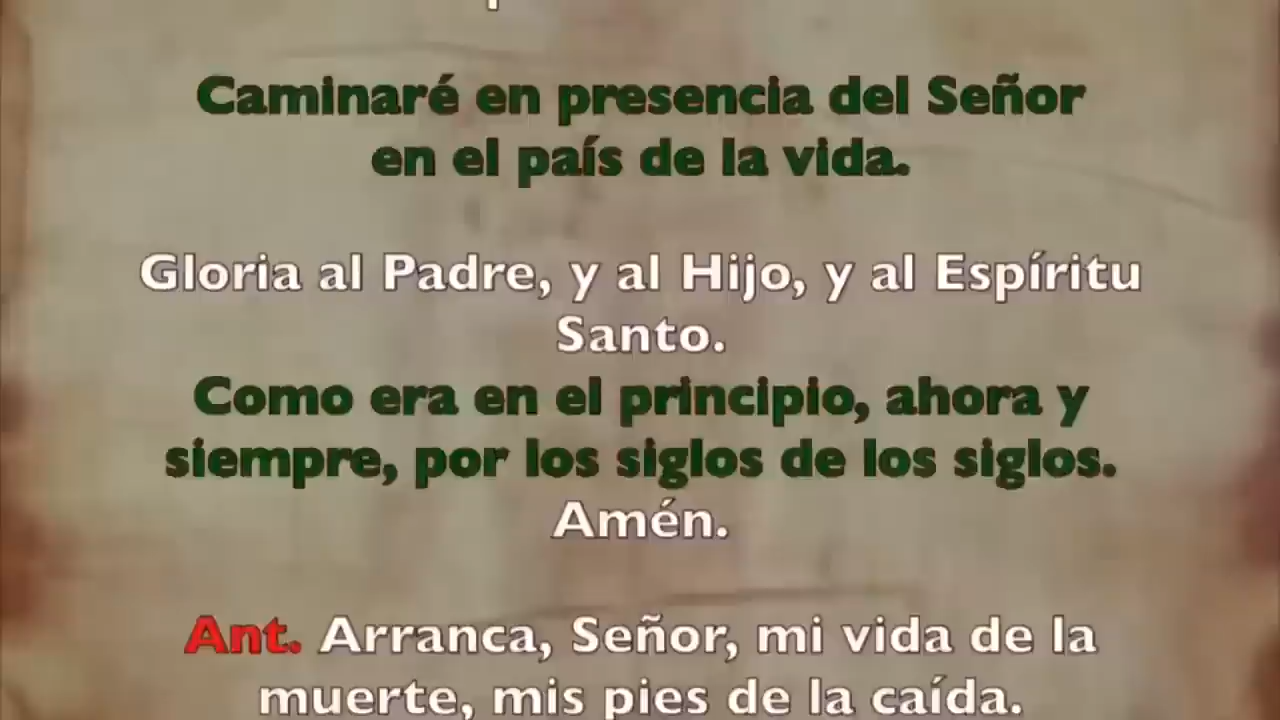 Caminaré en presencia del Señor
en el país de la vida.
Gloria al Padre, y al Hijo, y al Espíritu
Santo.
Como era en el principio, ahora y
siempre, por los siglos de los siglos.
Amén.
Ant. Arranca, Señor, mi vida de la
muerte, mis pies de la caída.